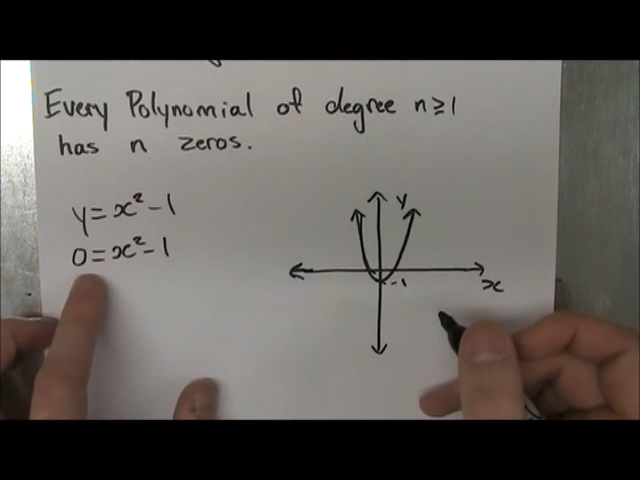 Every Polynomial of degree n≥1
has n zeros.
y=x²-1
0=x²-1
y
-1
x